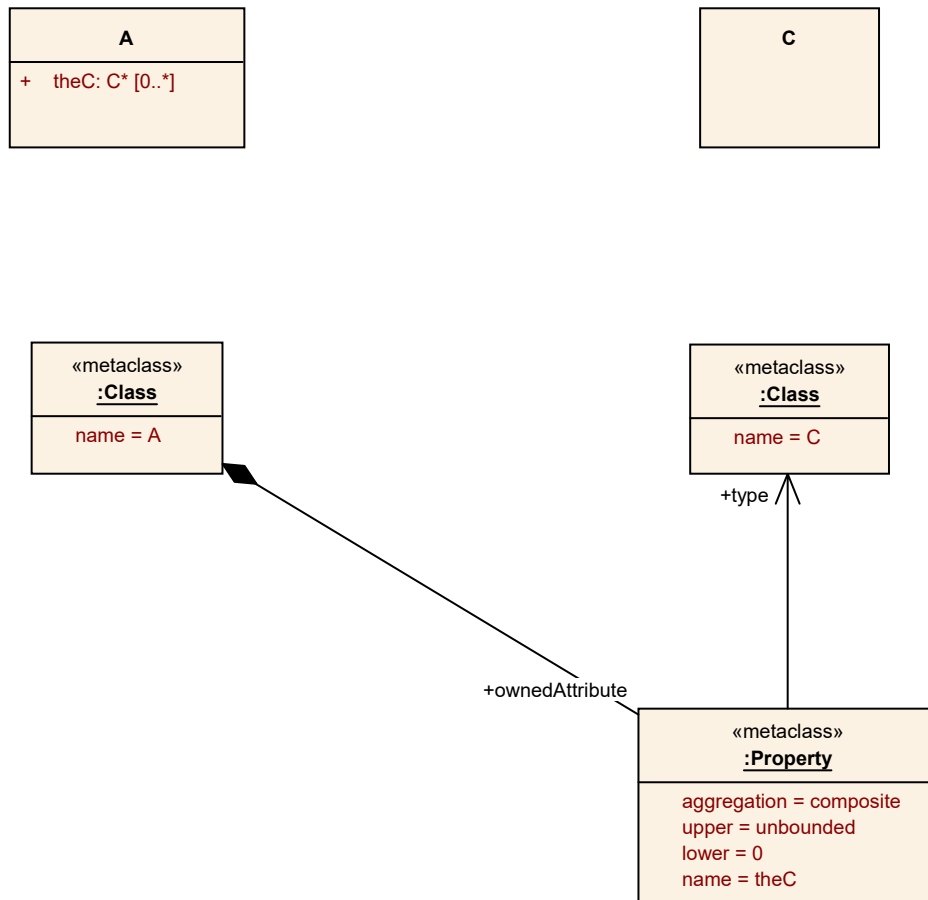 A
+ theC: C* [0..*]
C
«metaclass»
:Class
name = A
«metaclass»
:Class
name = C
+type
+ownedAttribute
«metaclass»
:Property
aggregation = composite
upper = unbounded
lower = 0
name = theC